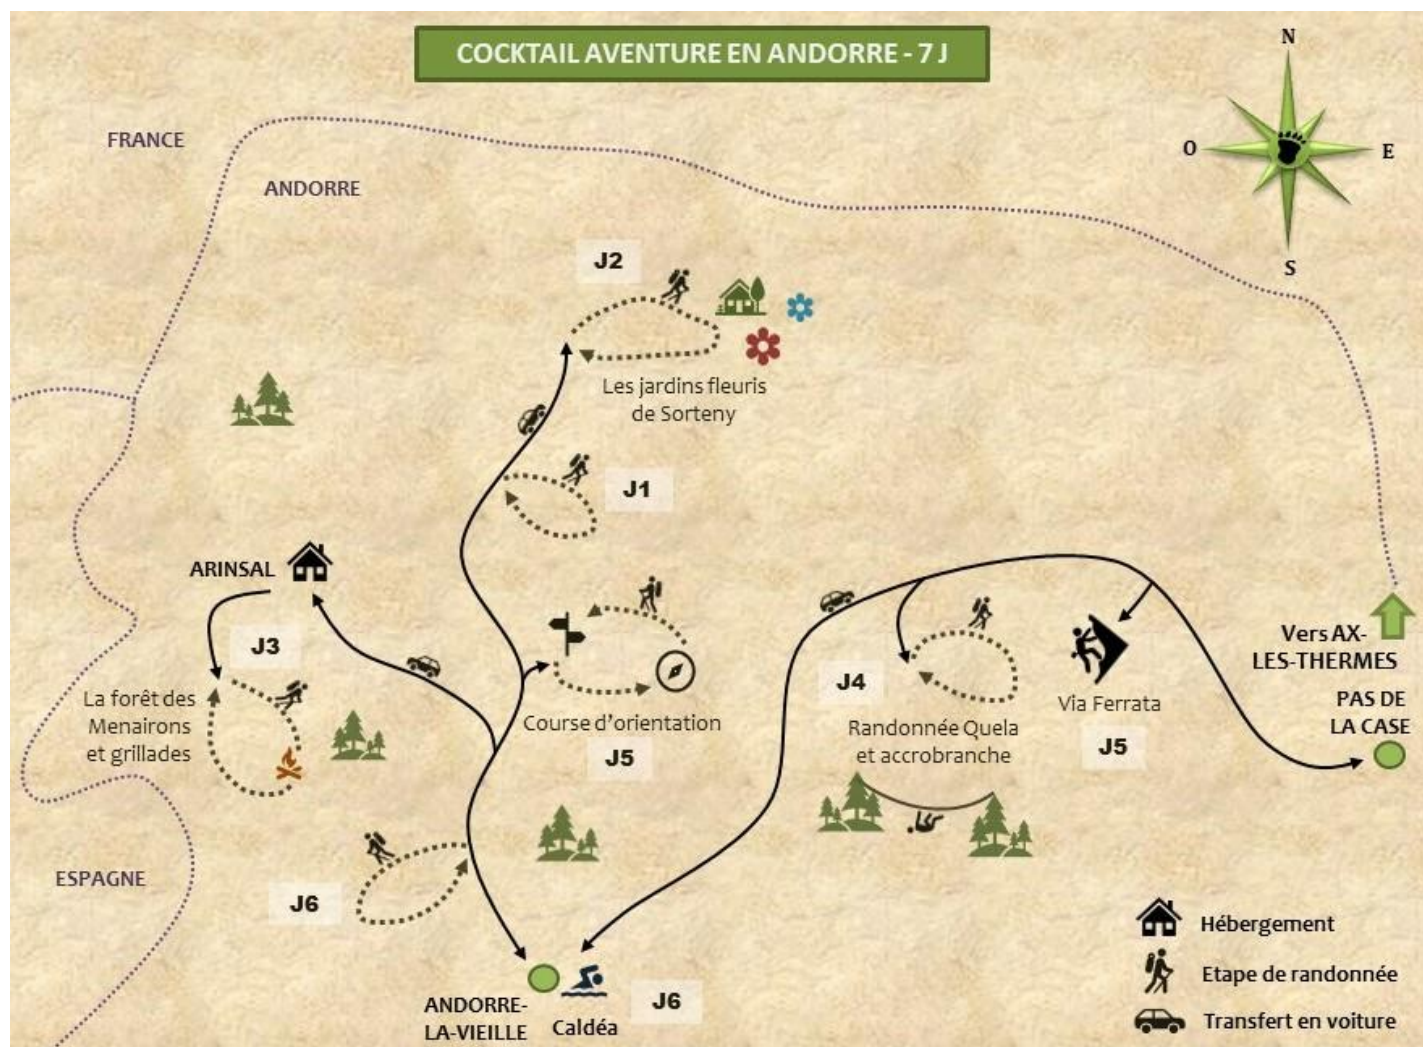 COCKTAIL AVENTURE EN ANDORRE - 7 J
N
O
E
S
FRANCE
ANDORRE
J2
Les jardins fleuris
de Sorteny
J1
ARINSAL
J3
La forêt des
Menairons
et grillades
Course d'orientation
J5
J4
Randonnée Quela
et accrobranche
Via Ferrata
J5
Vers AX-
LES-THERMES
PAS DE
LA CASE
ESPAGNE
J6
ANDORRE-
LA-VIEILLE
Caldéa
J6
Hébergement
Etape de randonnée
Transfert en voiture